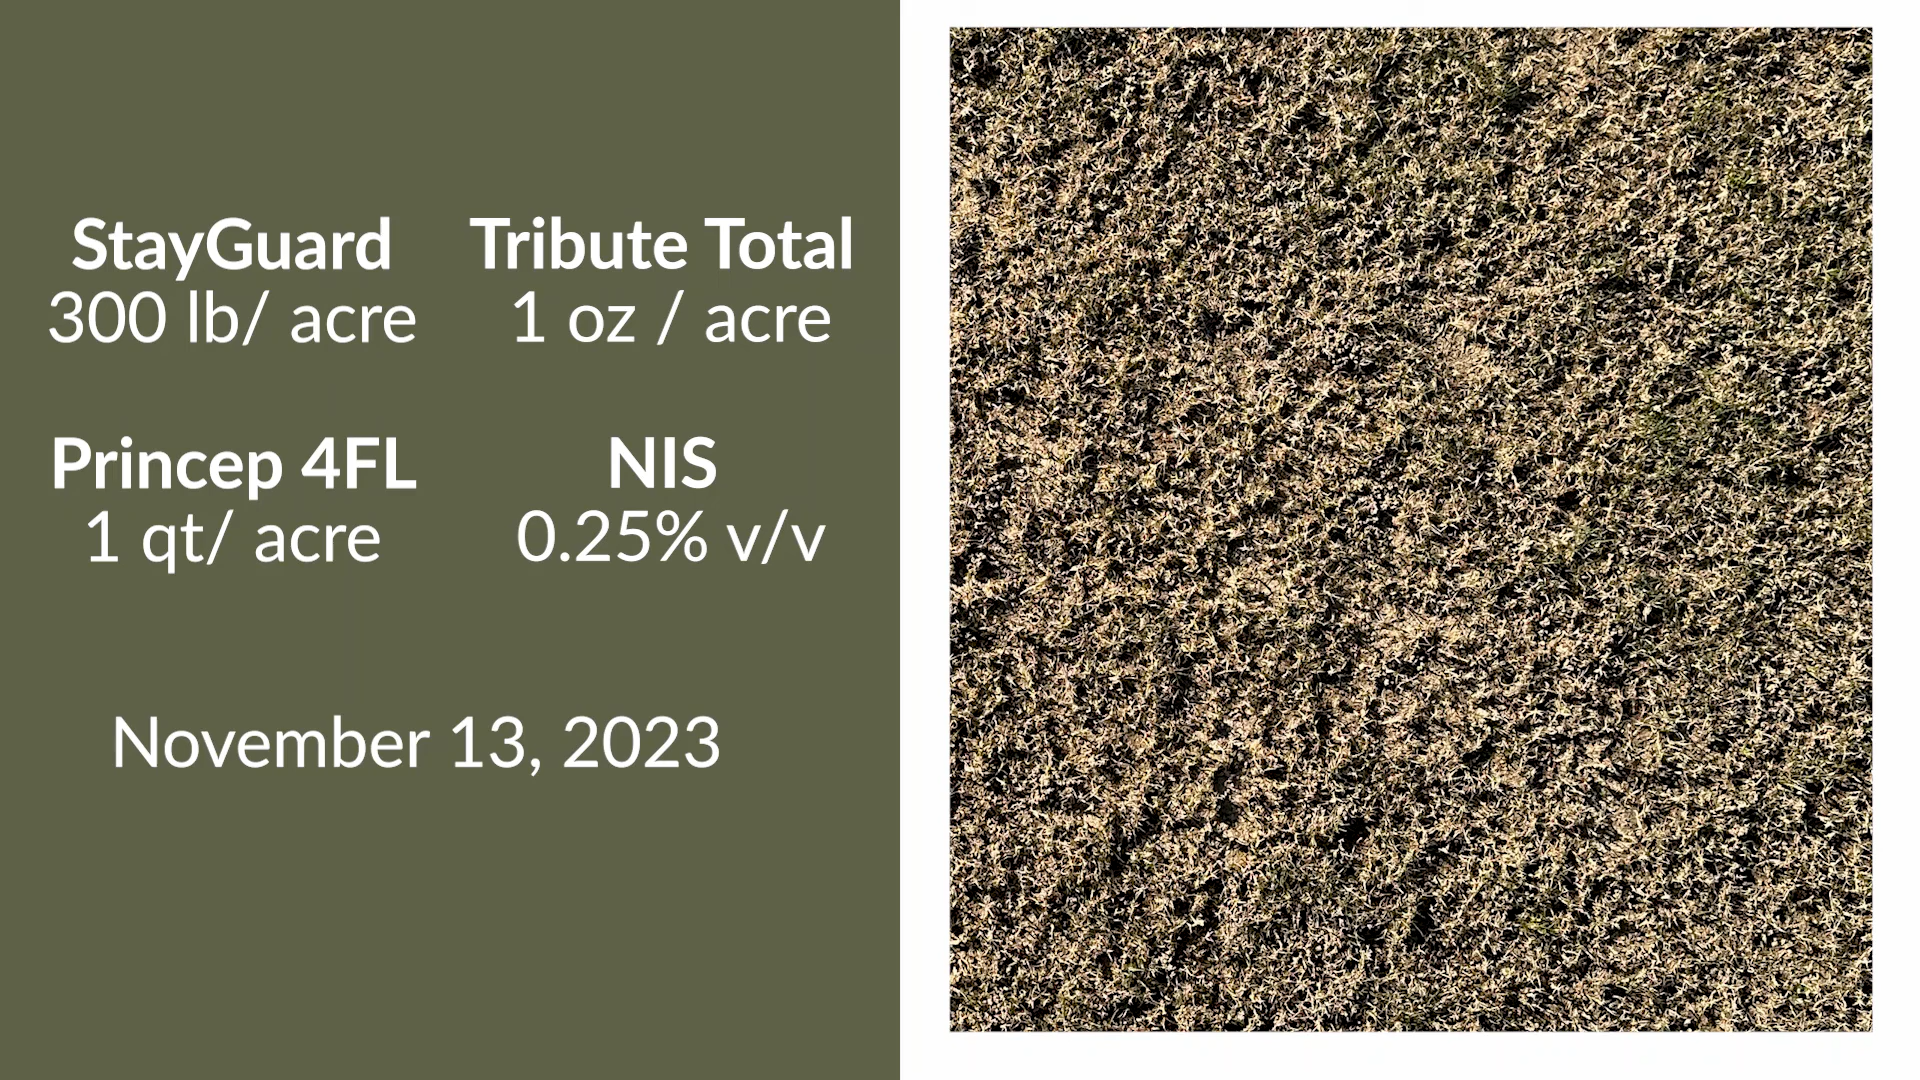 StayGuard
300 lb/ acre
Tribute Total
1 oz / acre
Princep 4FL
1 qt/ acre
NIS
0.25% v/v
November 13, 2023